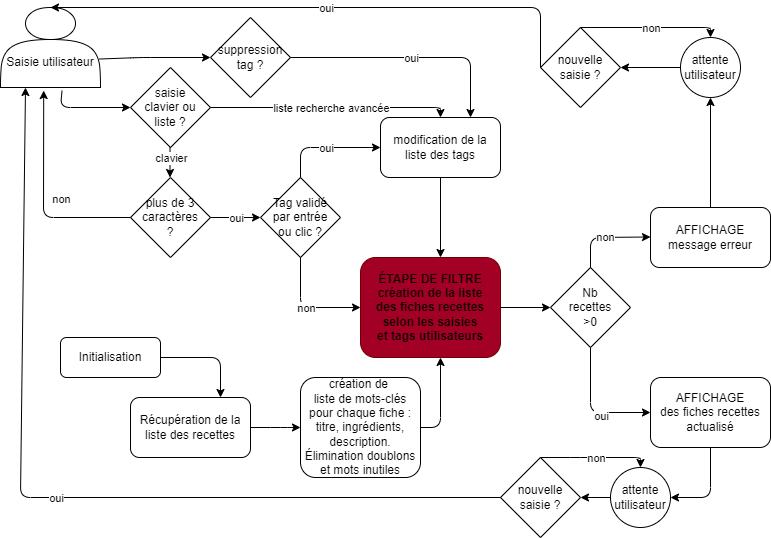 oui
Saisie utilisateur
suppression
tag ?
oui
nouvelle
saisie ?
non
attente
utilisateur
saisie
clavier ou
liste ?
liste recherche avancée
clavier
modification de la
liste des tags
non
plus de 3
caractères
?
oui
Tag validé
par entrée
ou clic ?
oui
non
ÉTAPE DE FILTRE
création de la liste
des fiches recettes
selon les saisies
et tags utilisateurs
Nb
recettes
>0
non
AFFICHAGE
message erreur
oui
AFFICHAGE
des fiches recettes
actualisé
Initialisation
Récupération de la
liste des recettes
création de
liste de mots-clés
pour chaque fiche :
titre, ingrédients,
description.
Élimination doublons
et mots inutiles
nouvelle
saisie ?
non
attente
utilisateur
oui